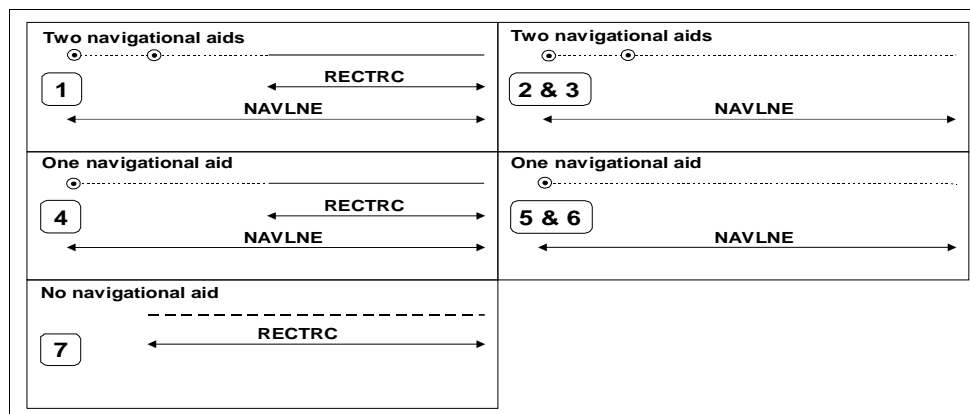 Two navigational aids
RECTRC
1
NAVLNE
Two navigational aids
2 & 3
NAVLNE
One navigational aid
RECTRC
4
NAVLNE
One navigational aid
5 & 6
NAVLNE
No navigational aid
RECTRC
7